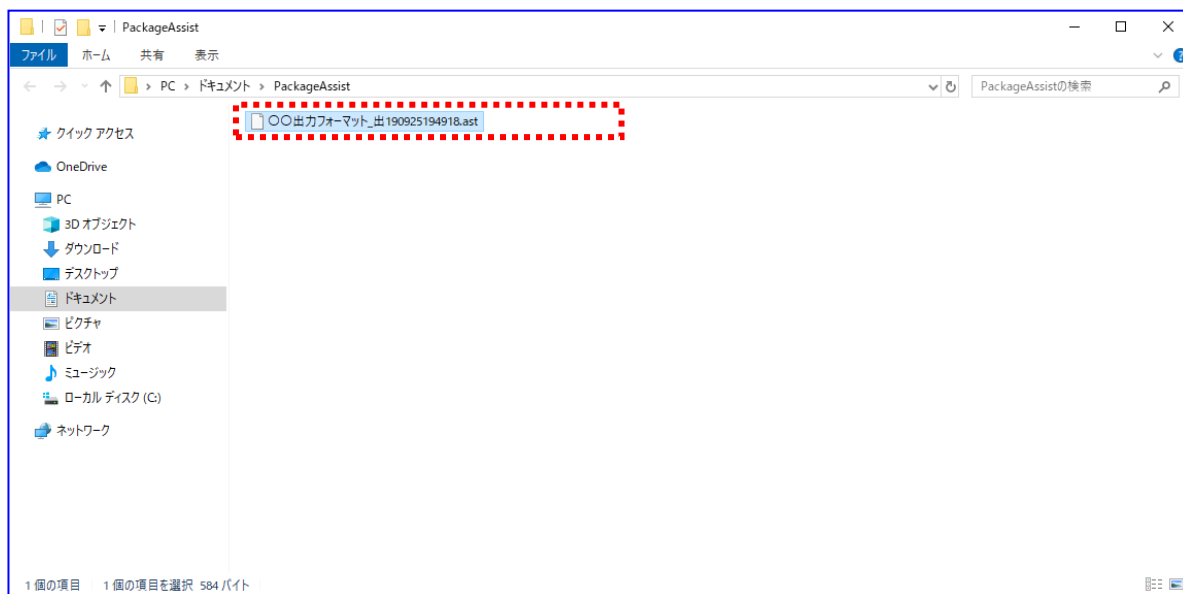 PackageAssist
ファイル ホーム 共有 表示
PC › ドキュメント › PackageAssist
PackageAssistの検索
〇〇出力フォーマット_出190925194918.ast
クイック アクセス
OneDrive
PC
3D オブジェクト
ダウンロード
デスクトップ
ドキュメント
ピクチャ
ビデオ
ミュージック
ローカル ディスク (C:)
ネットワーク
1 個の項目 1 個の項目を選択 584 バイト